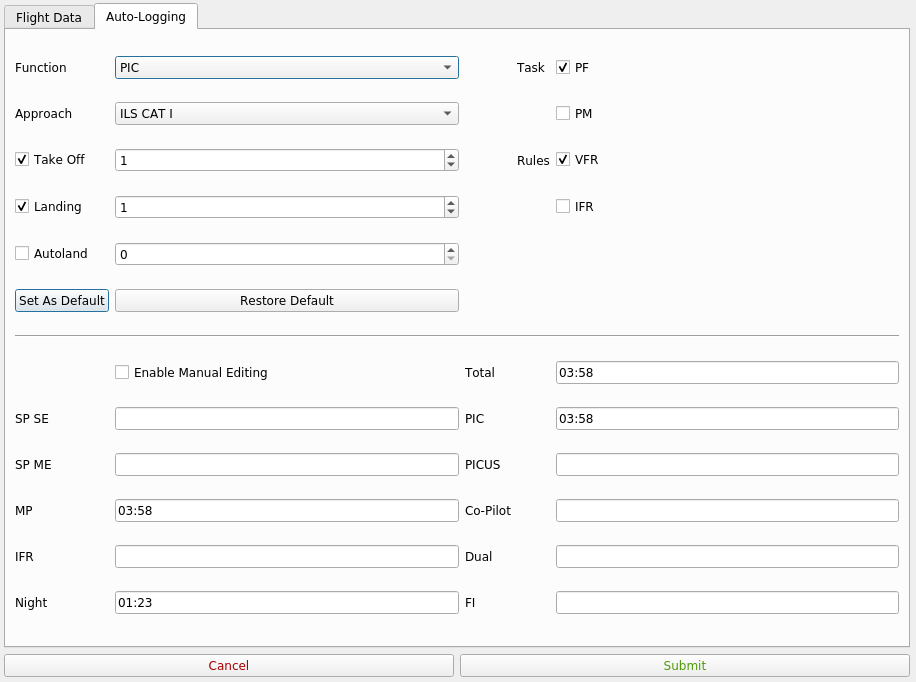 Flight Data Auto-Logging
Function PIC Task PF
Approach ILS CAT I PM
Take Off 1 Rules VFR
Landing 1 IFR
Autoland 0
Set As Default Restore Default
Enable Manual Editing Total 03:58
SP SE PIC 03:58
SP ME PICUS
MP 03:58 Co-Pilot
IFR Dual
Night 01:23 FI
Cancel Submit